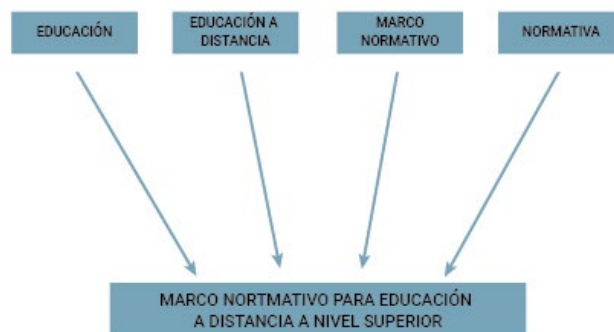 EDUCACIÓN
EDUCACIÓN A
DISTANCIA
MARCO
NORMATIVO
NORMATIVA
MARCO NORTMATIVO PARA EDUCACIÓN
A DISTANCIA A NIVEL SUPERIOR